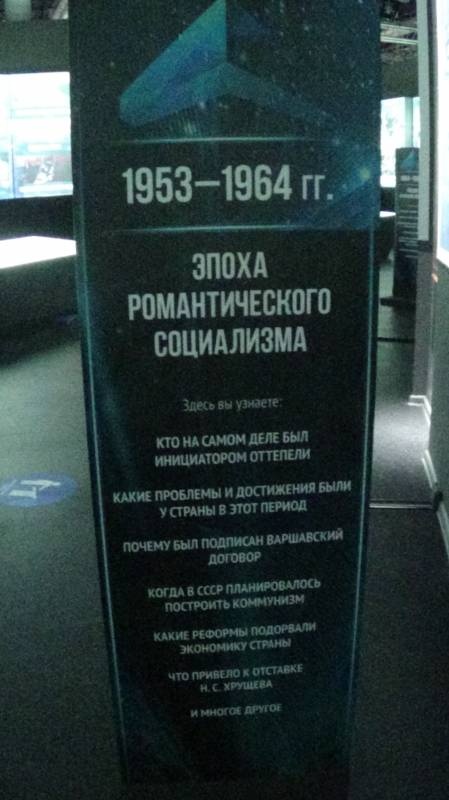 1953–1964 гг.
ЭПОХА
РОМАНТИЧЕСКОГО
СОЦИАЛИЗМА
Здесь вы узнаете:
КТО НА САМОМ ДЕЛЕ БЫЛ
ИНИЦИАТОРОМ ОТТЕПЕЛИ
КАКИЕ ПРОБЛЕМЫ И ДОСТИЖЕНИЯ БЫЛИ
У СТРАНЫ В ЭТОТ ПЕРИОД
ПОЧЕМУ БЫЛ ПОДПИСАН ВАРШАВСКИЙ
ДОГОВОР
КОГДА В СССР ПЛАНИРОВАЛОСЬ
ПОСТРОИТЬ КОММУНИЗМ
КАКИЕ РЕФОРМЫ ПОДОРВАЛИ
ЭКОНОМИКУ СТРАНЫ
ЧТО ПРИВЕЛО К ОТСТАВКЕ
Н. С. ХРУЩЕВА
И МНОГОЕ ДРУГОЕ